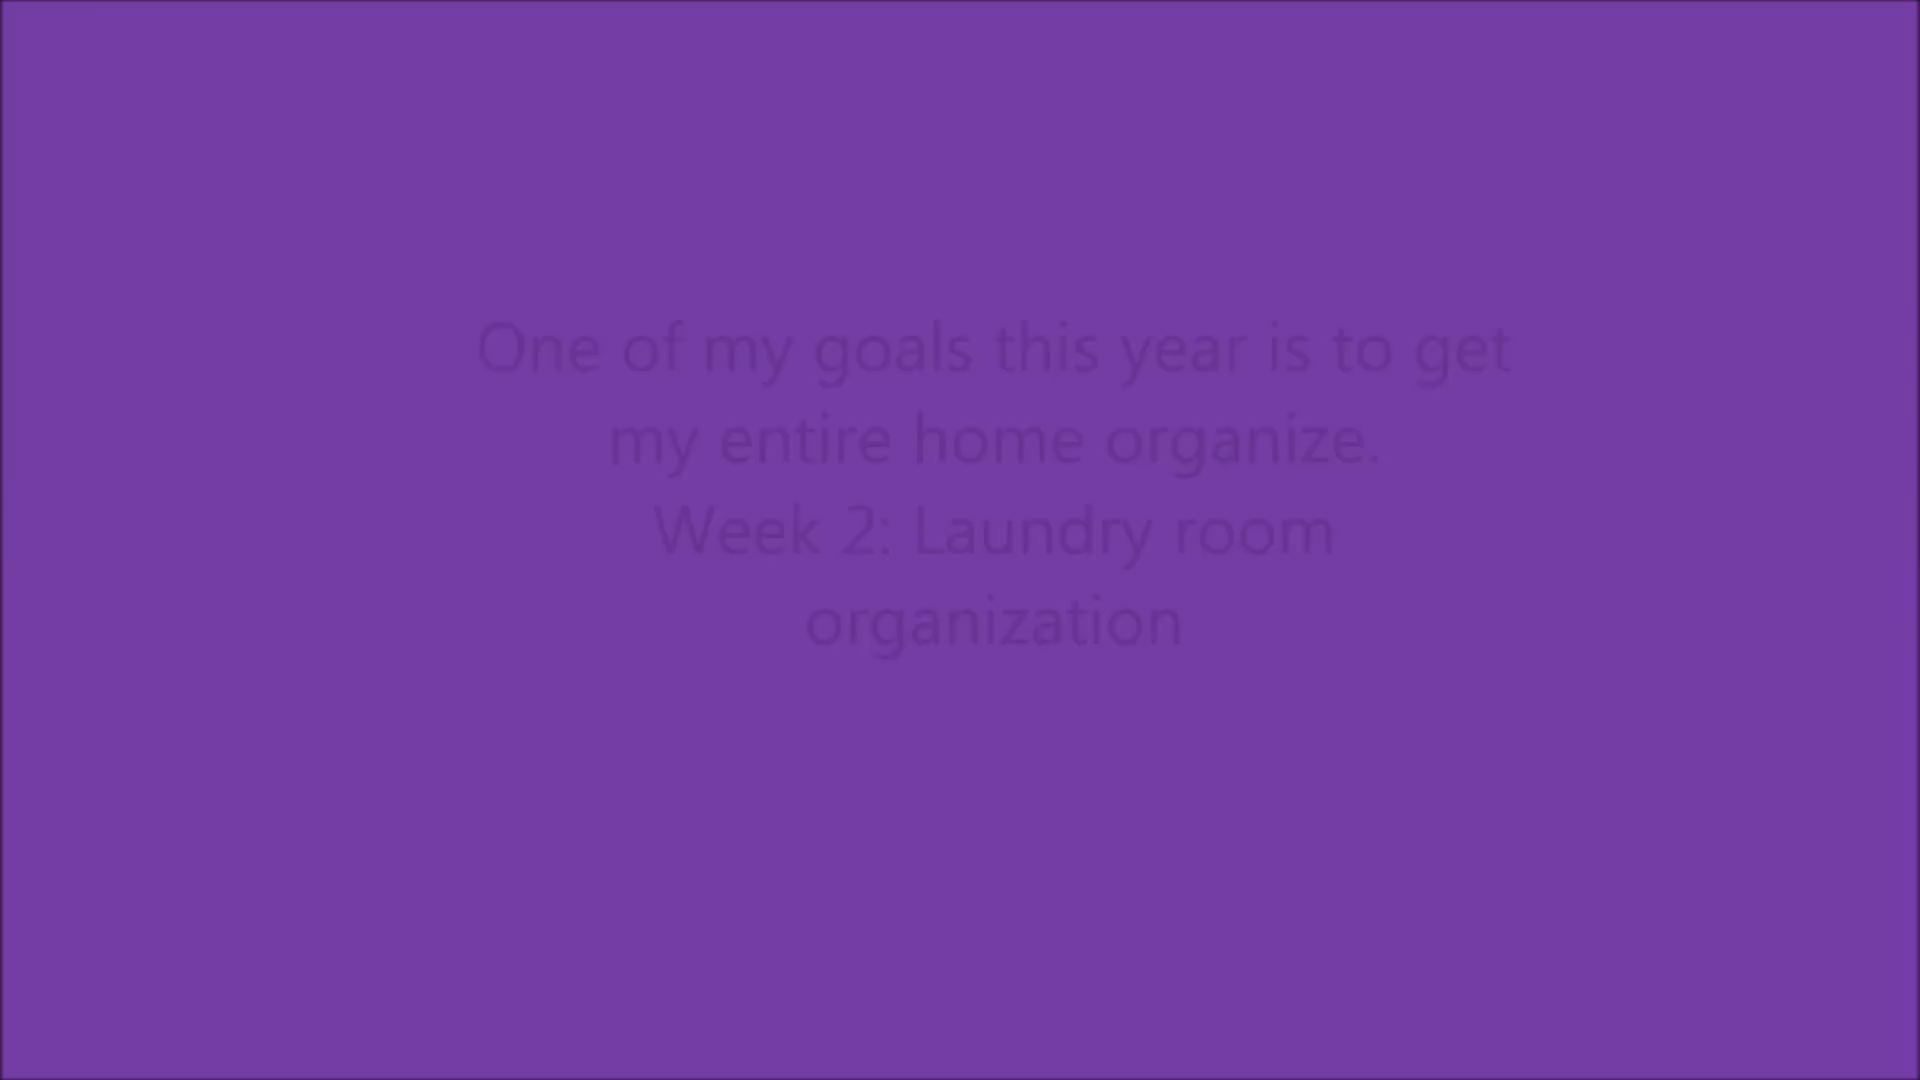 One of my goals this year is to get
my entire home organize.
Week 2: Laundry room
organization